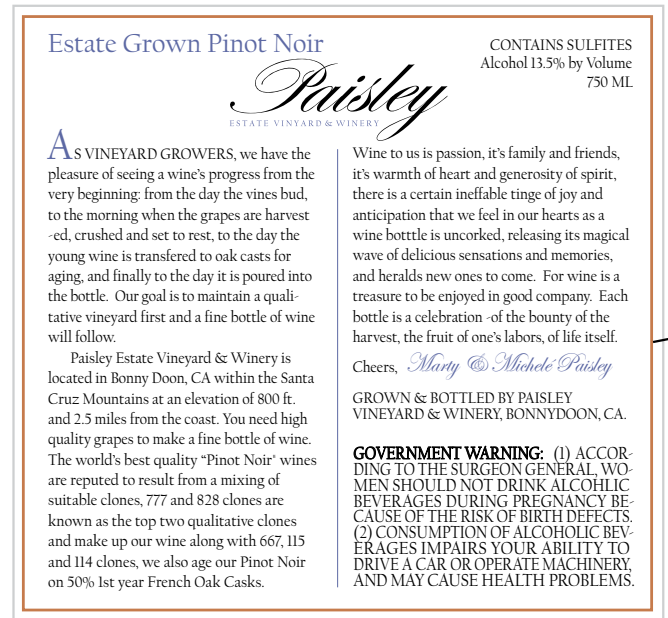 Estate Grown Pinot Noir
CONTAINS SULFITES
Alcohol 13.5% by Volume
750 ML
Paisley
ESTATE VINYARD & WINERY
AS VINEYARD GROWERS, we have the
pleasure of seeing a wine's progress from the
very beginning: from the day the vines bud,
to the morning when the grapes are harvest
-ed, crushed and set to rest, to the day the
young wine is transfered to oak casts for
aging, and finally to the day it is poured into
the bottle. Our goal is to maintain a quali-
tative vineyard first and a fine bottle of wine
will follow.
Paisley Estate Vineyard & Winery is
located in Bonny Doon, CA within the Santa
Cruz Mountains at an elevation of 800 ft.
and 2.5 miles from the coast. You need high
quality grapes to make a fine bottle of wine.
The world's best quality “Pinot Noir" wines
are reputed to result from a mixing of
suitable clones, 777 and 828 clones are
known as the top two qualitative clones
and make up our wine along with 667, 115
and 114 clones, we also age our Pinot Noir
on 50% 1st year French Oak Casks.
Wine to us is passion, it's family and friends,
it's warmth of heart and generosity of spirit,
there is a certain ineffable tinge of joy and
anticipation that we feel in our hearts as a
wine botttle is uncorked, releasing its magical
wave of delicious sensations and memories,
and heralds new ones to come. For wine is a
treasure to be enjoyed in good company. Each
bottle is a celebration -of the bounty of the
harvest, the fruit of one's labors, of life itself.
Cheers, Marty & Michelé Paisley
GROWN & BOTTLED BY PAISLEY
VINEYARD & WINERY, BONNYDOON, CA.
GOVERNMENT WARNING: (1) ACCOR-
DING TO THE SURGEON GENERAL, WO-
MEN SHOULD NOT DRINK ALCOHLIC
BEVERAGES DURING PREGNANCY BE-
CAUSE OF THE RISK OF BIRTH DEFECTS.
(2) CONSUMPTION OF ALCOHOLIC BEV-
ERAGES IMPAIRS YOUR ABILITY TO
DRIVE A CAR OR OPERATE MACHINERY,
AND MAY CAUSE HEALTH PROBLEMS.